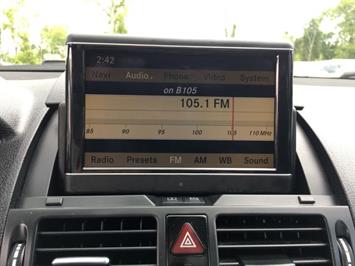 2:42
Navi Audio Phone Video System
on B105
105.1 FM
85 90 95 100 105 110 MHz
Radio Presets FM AM WB Sound